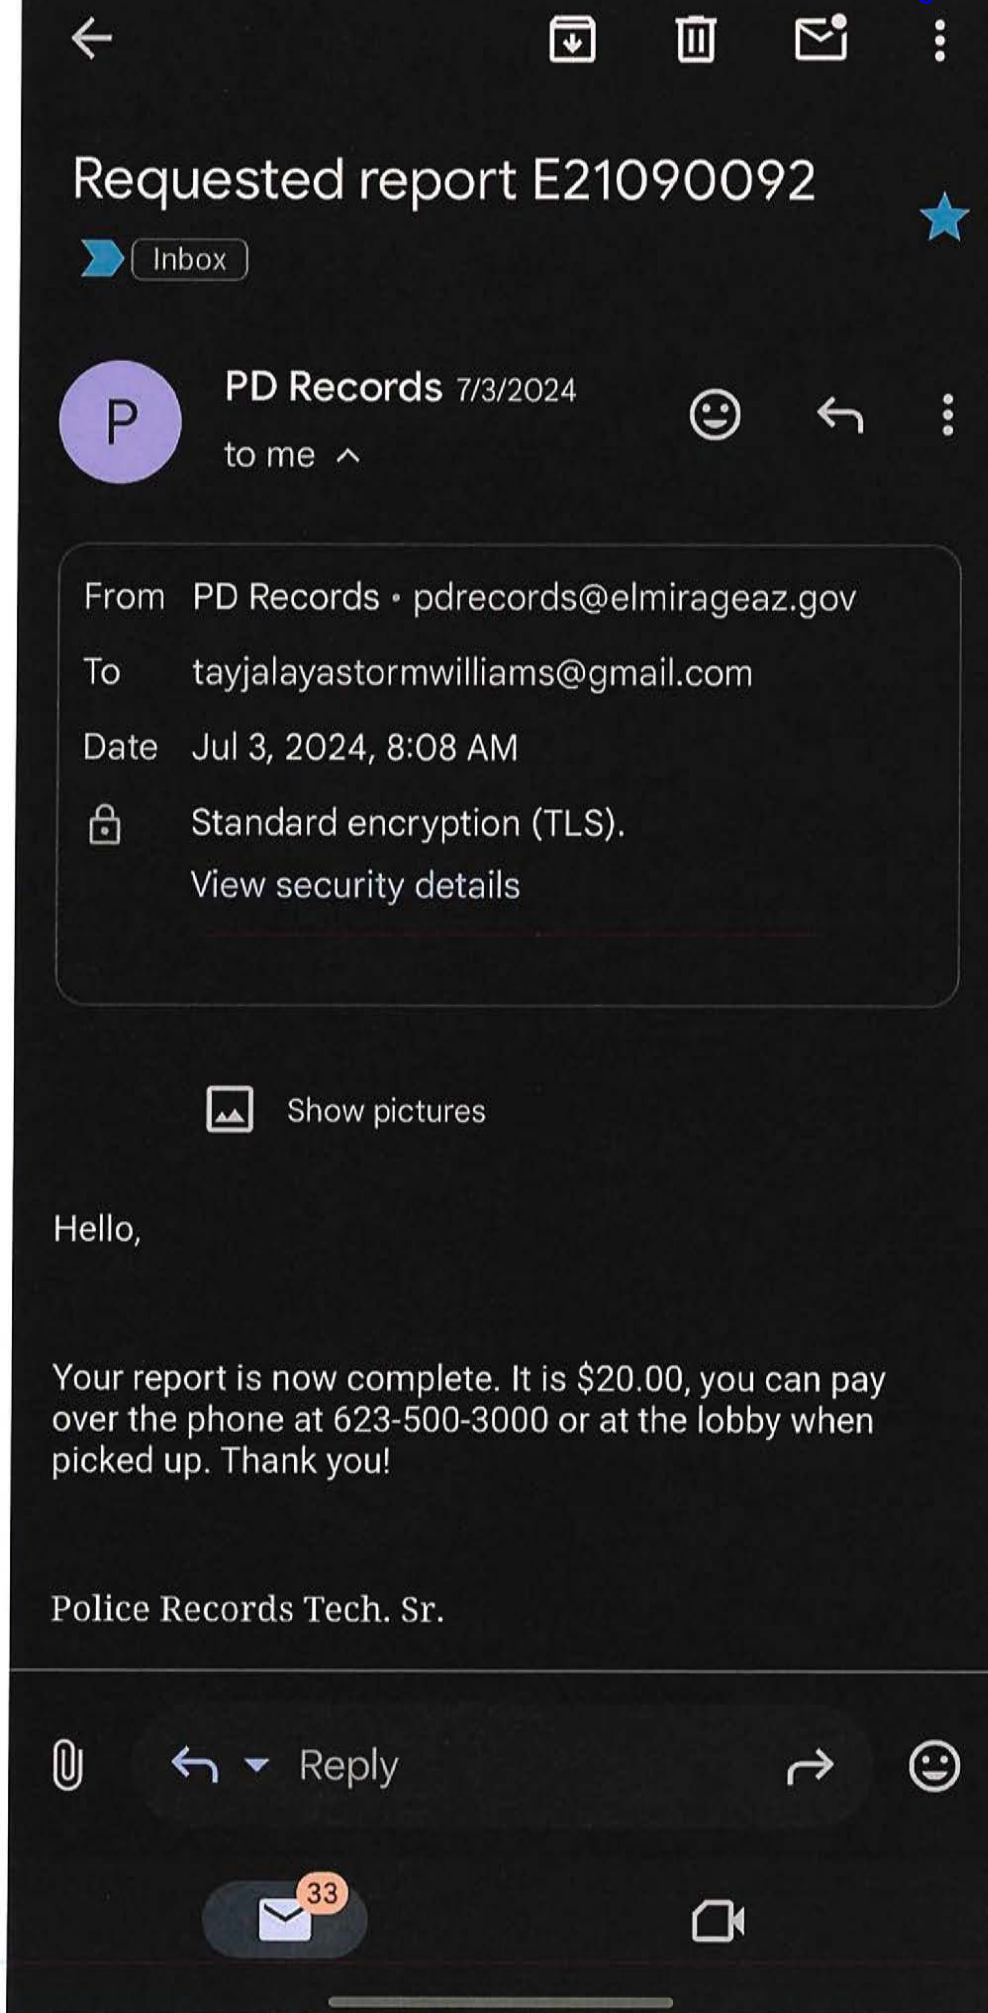 Requested report E21090092
Inbox
P
PD Records 7/3/2024
to me
From PD Records • pdrecords@elmirageaz.gov
To tayjalayastormwilliams@gmail.com
Date Jul 3, 2024, 8:08 AM
Standard encryption (TLS).
View security details
Show pictures
Hello,
Your report is now complete. It is $20.00, you can pay
over the phone at 623-500-3000 or at the lobby when
picked up. Thank you!
Police Records Tech. Sr.
Reply
33